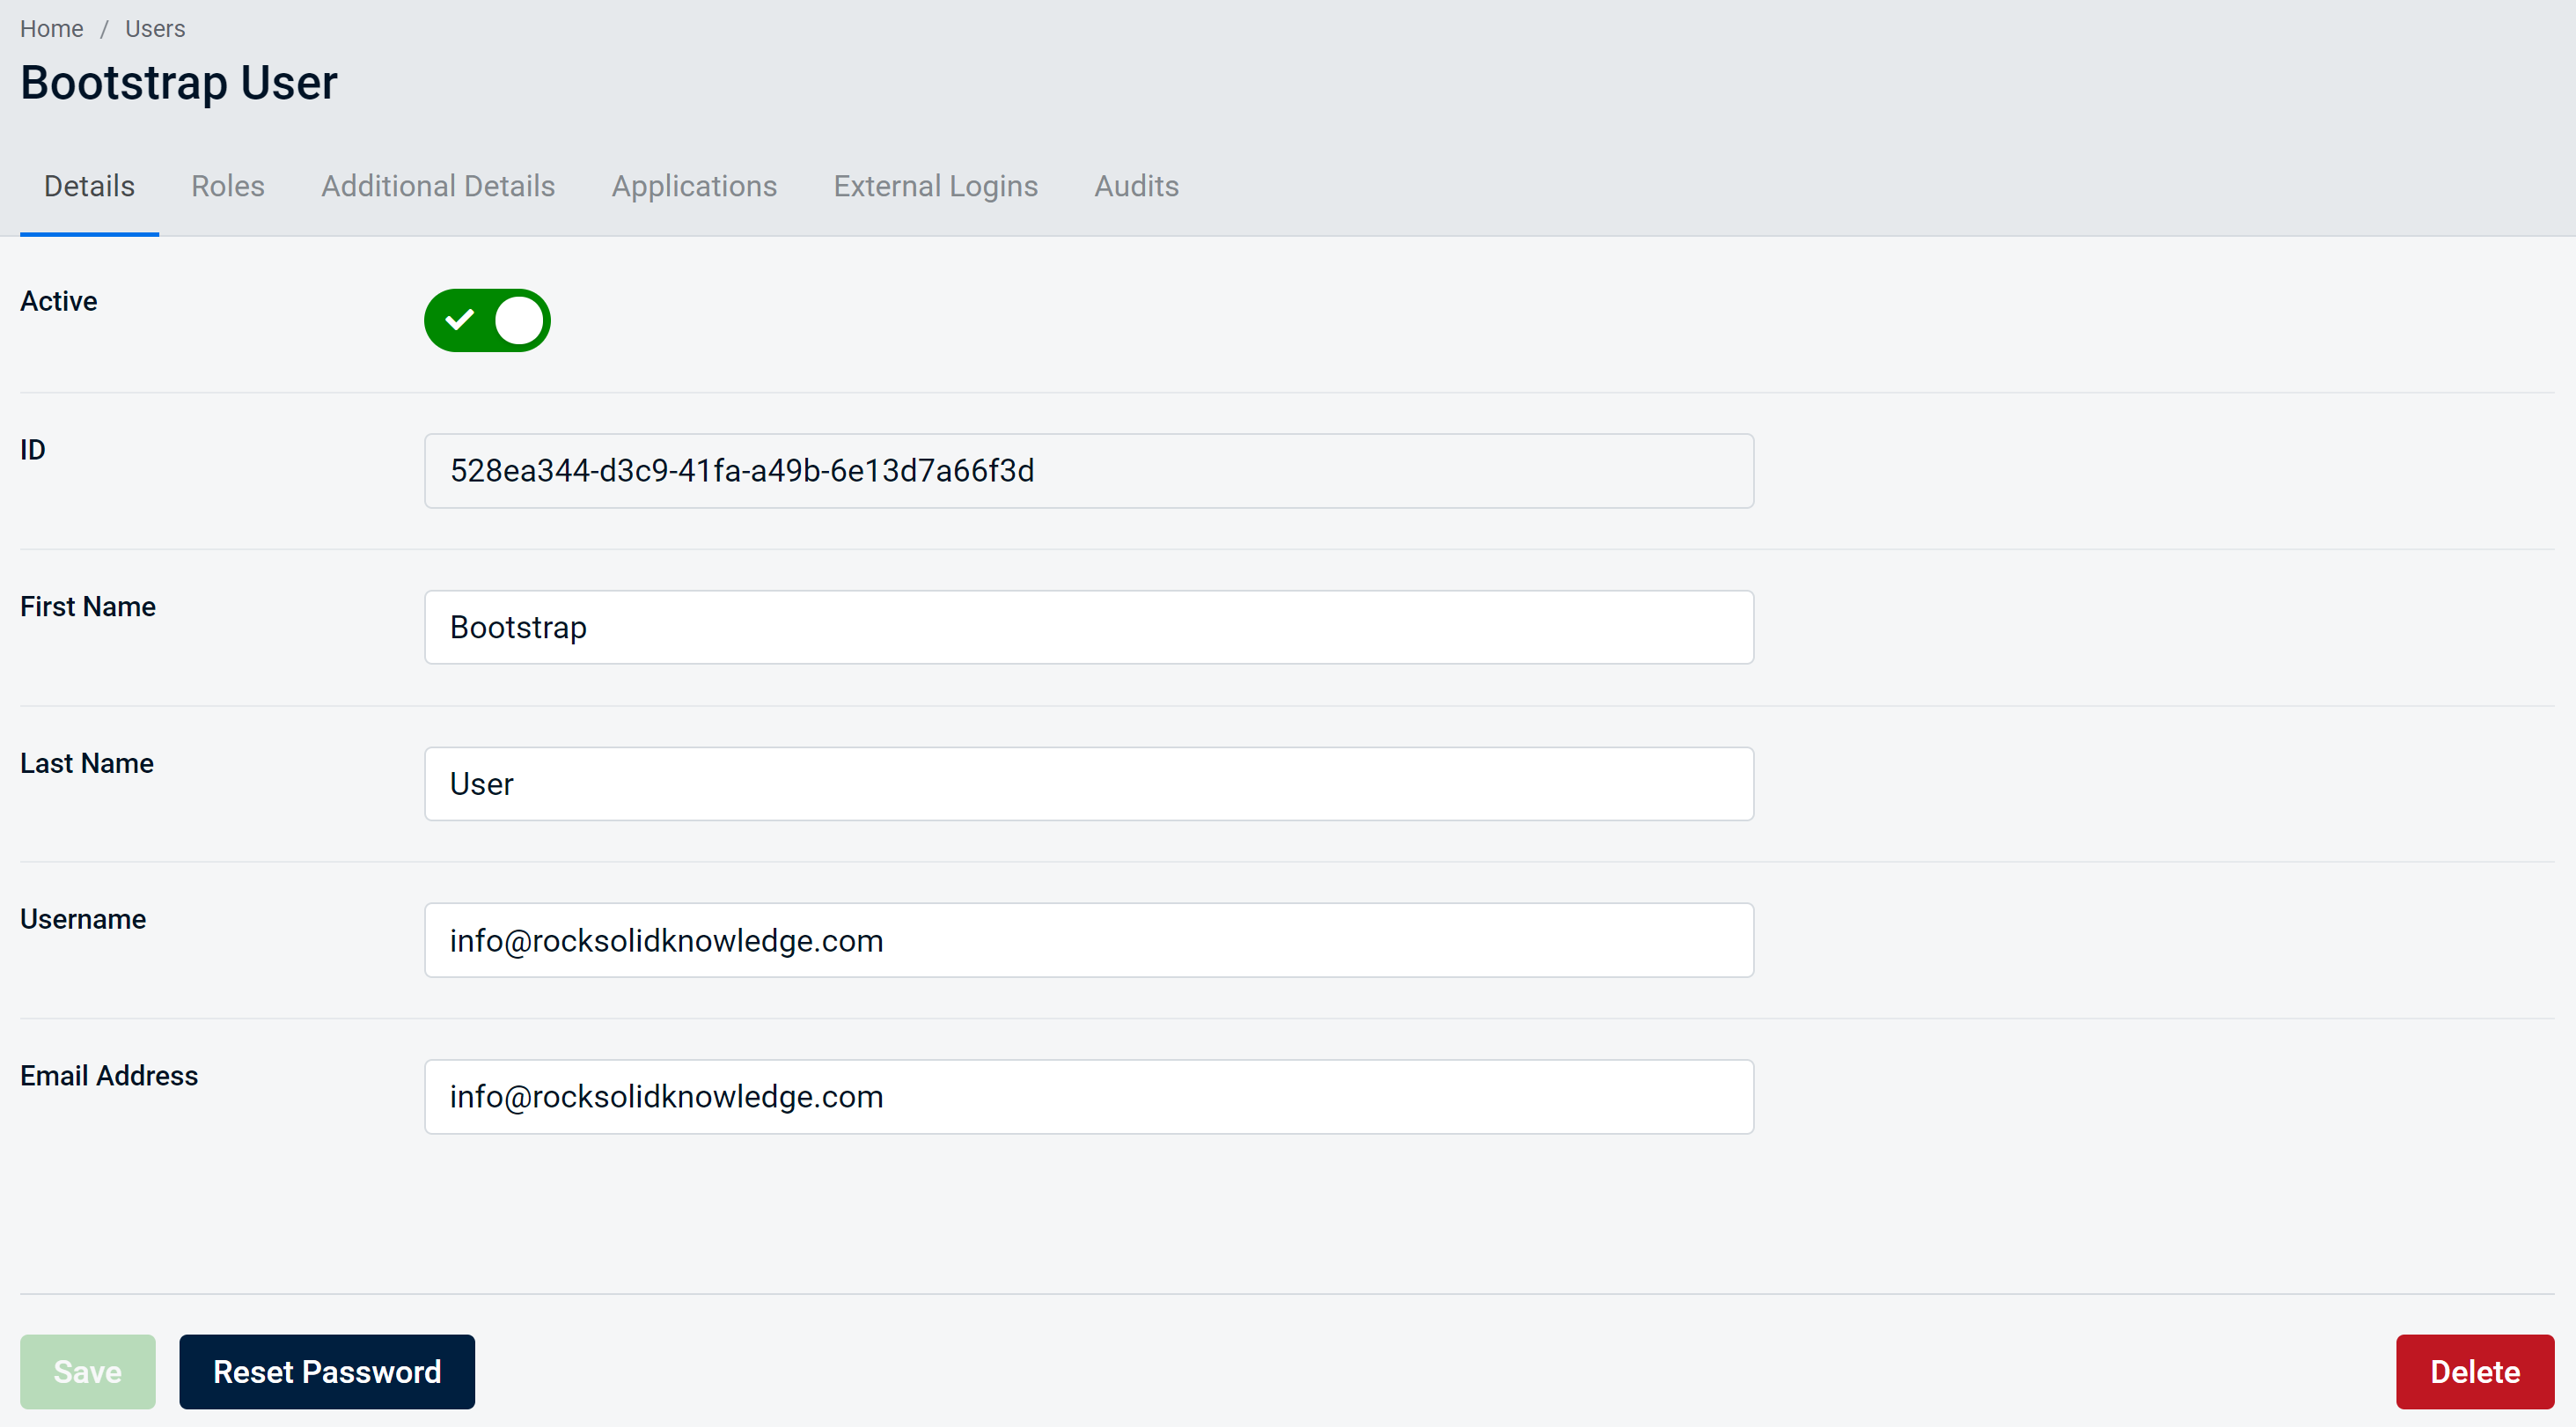 Home / Users
Bootstrap User
Details Roles Additional Details Applications External Logins Audits
Active
ID 528ea344-d3c9-41fa-a49b-6e13d7a66f3d
First Name Bootstrap
Last Name User
Username info@rocksolidknowledge.com
Email Address info@rocksolidknowledge.com
Save Reset Password Delete